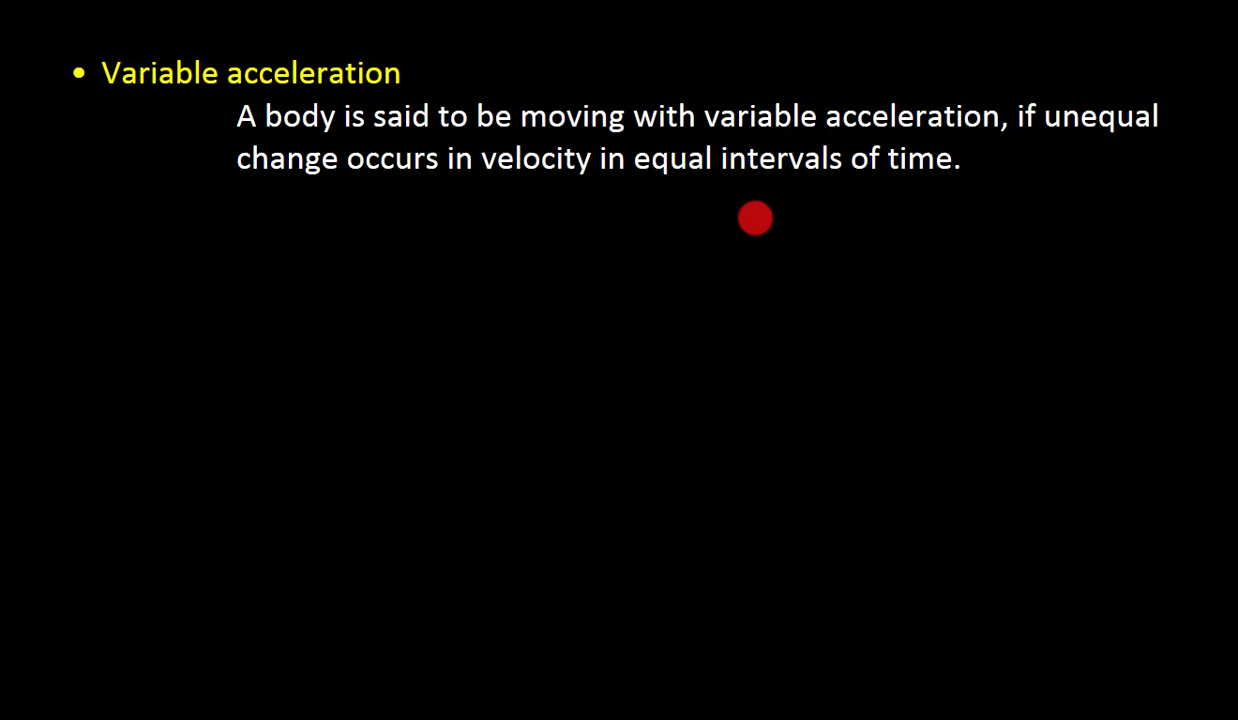 • Variable acceleration
A body is said to be moving with variable acceleration, if unequal
change occurs in velocity in equal intervals of time.